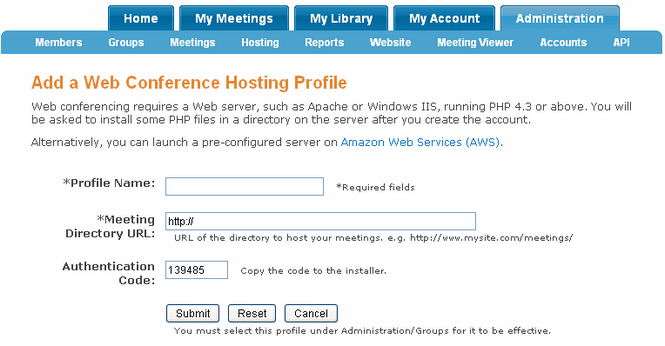 Home My Meetings My Library My Account Administration
Members Groups Meetings Hosting Reports Website Meeting Viewer Accounts API
Add a Web Conference Hosting Profile
Web conferencing requires a Web server, such as Apache or Windows IIS, running PHP 4.3 or above. You will
be asked to install some PHP files in a directory on the server after you create the account.
Alternatively, you can launch a pre-configured server on Amazon Web Services (AWS).
*Profile Name: *Required fields
*Meeting
Directory URL: http://
URL of the directory to host your meetings. e.g. http://www.mysite.com/meetings/
Authentication
Code: 139485 Copy the code to the installer.
Submit Reset Cancel
You must select this profile under Administration/Groups for it to be effective.